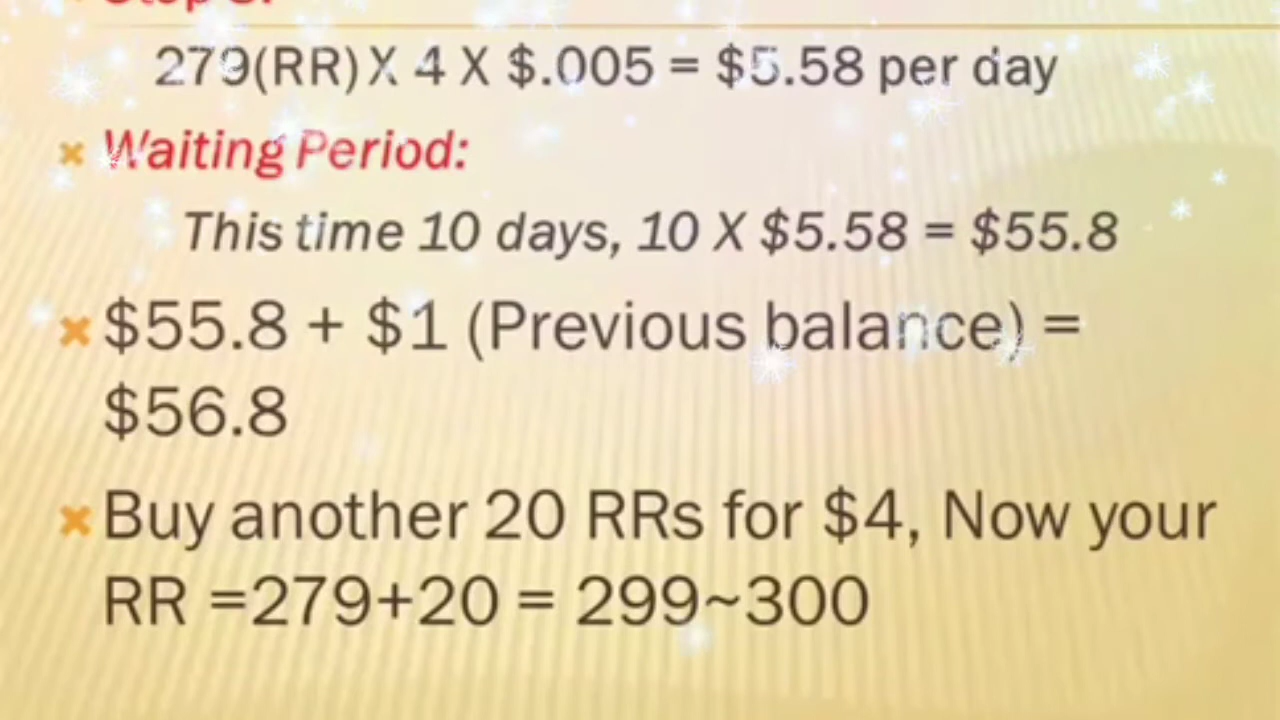 279(RR) X 4 X $.005 = $5.58 per day
Waiting Period:
This time 10 days, 10 X $5.58 = $55.8
$55.8 + $1 (Previous balance) =
$56.8
Buy another 20 RRs for $4, Now your
RR =279+20 = 299~300